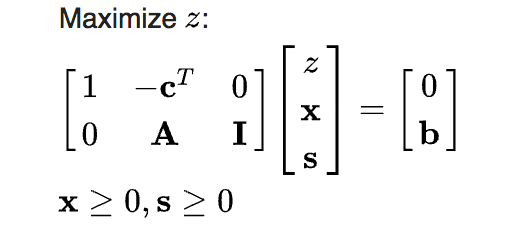 Maximize z:
[1 −cᵀ 0] [z] = [0]
[0 A I] [x] [b]
[s]
x ≥ 0, s ≥ 0